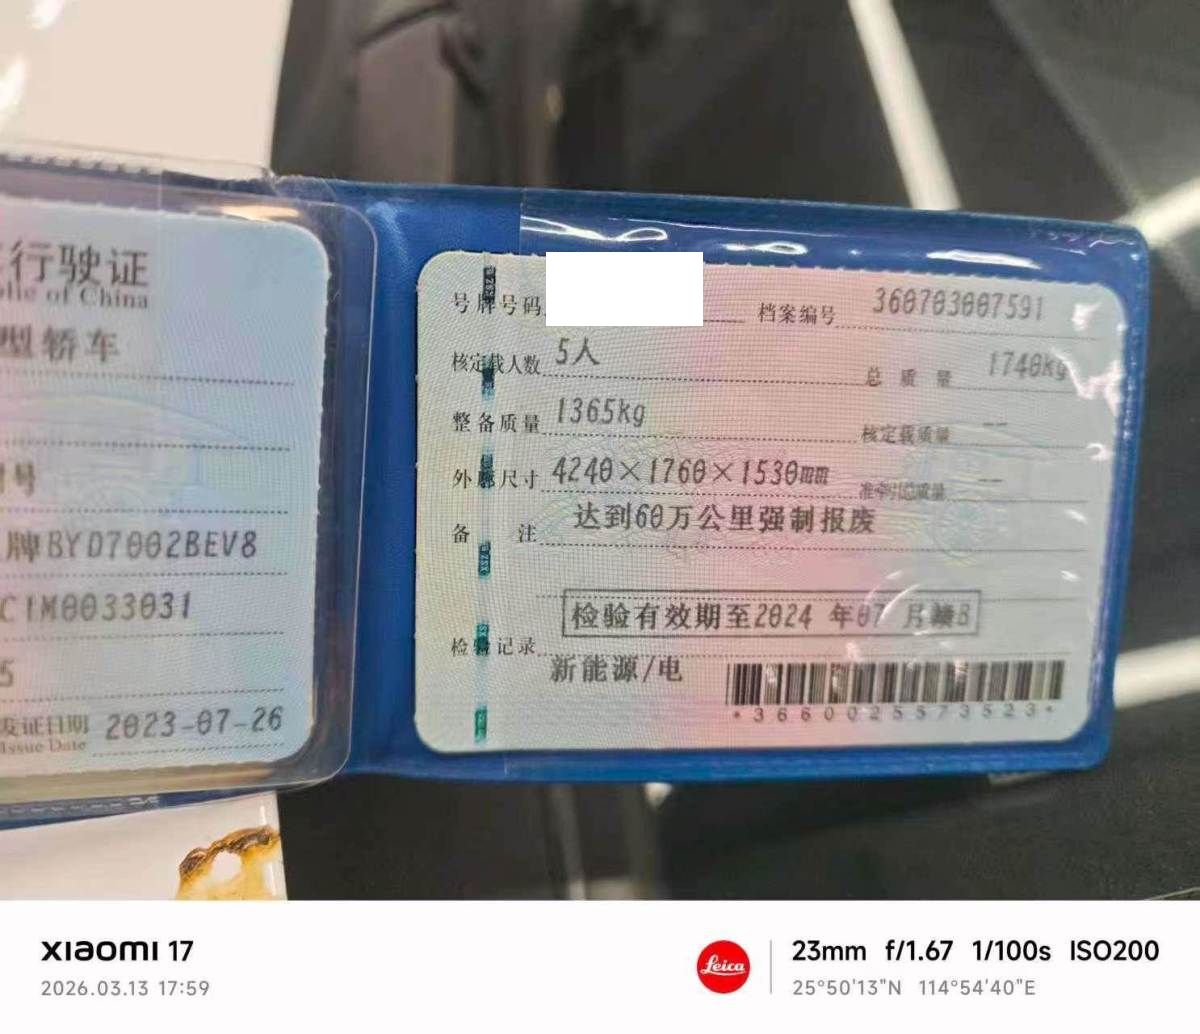 行驶证
of China
型轿车
号
牌BYD7002BEV8
C1M0033031
5
发证日期 2023-07-26
Issue Date
号牌号码 档案编号 360703007591
核定载人数 5人 总质量 1740kg
整备质量 1365kg 核定载质量 --
外廓尺寸 4240×1760×1530mm 准牵引总质量 --
备注 达到60万公里强制报废
检验有效期至2024年07月
检验记录
新能源/电
*3660025573523*
xiaomi 17
2026.03.13 17:59
Leica
23mm f/1.67 1/100s ISO200
25°50'13"N 114°54'40"E